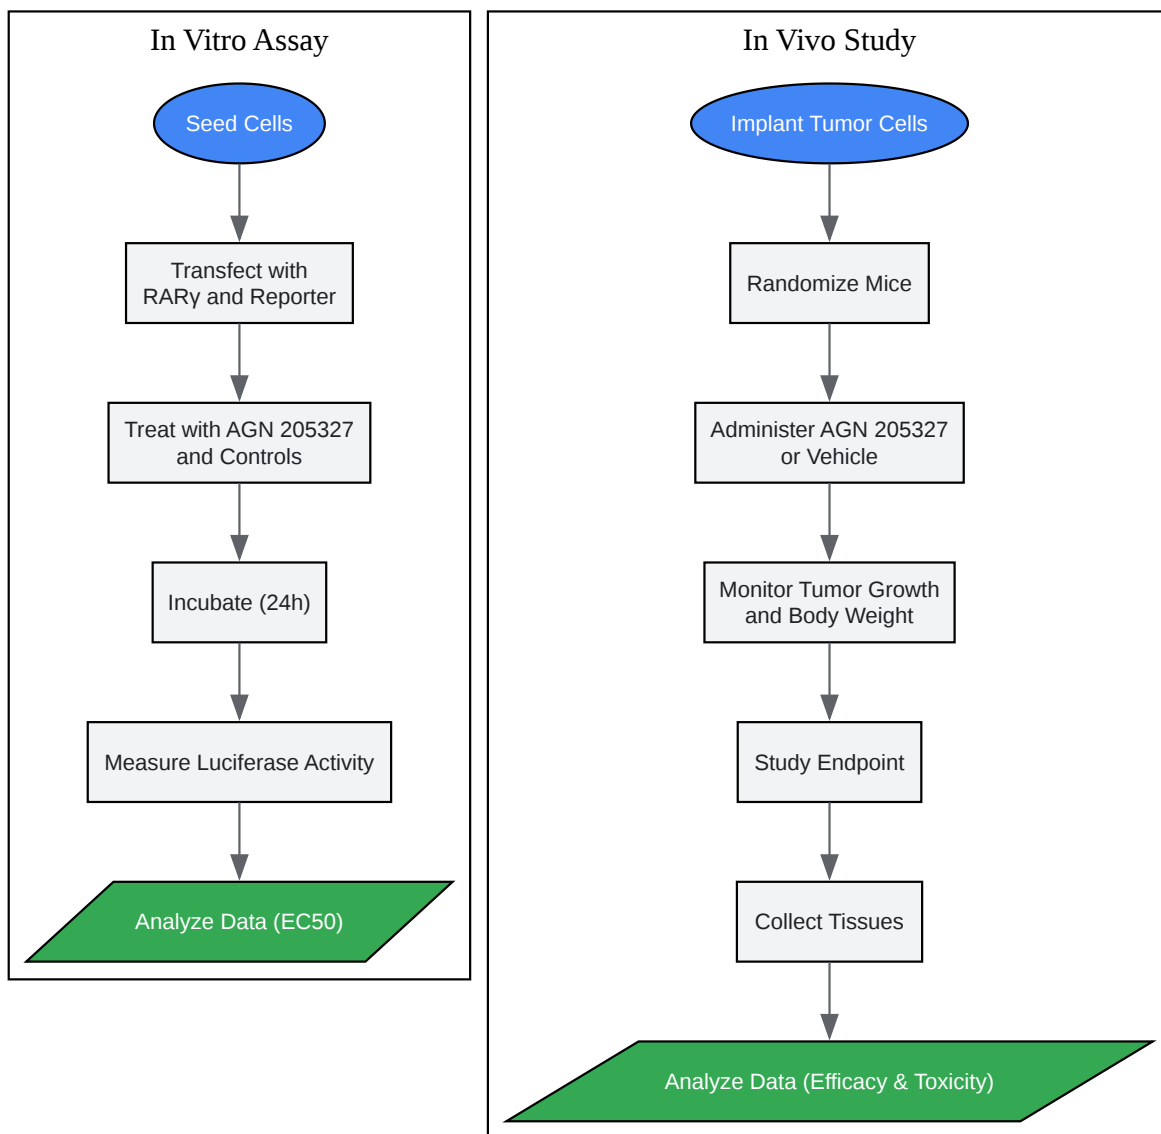 In Vitro Assay
Seed Cells
Transfect with
RARγ and Reporter
Treat with AGN 205327
and Controls
Incubate (24h)
Measure Luciferase Activity
Analyze Data (EC50)
In Vivo Study
Implant Tumor Cells
Randomize Mice
Administer AGN 205327
or Vehicle
Monitor Tumor Growth
and Body Weight
Study Endpoint
Collect Tissues
Analyze Data (Efficacy & Toxicity)